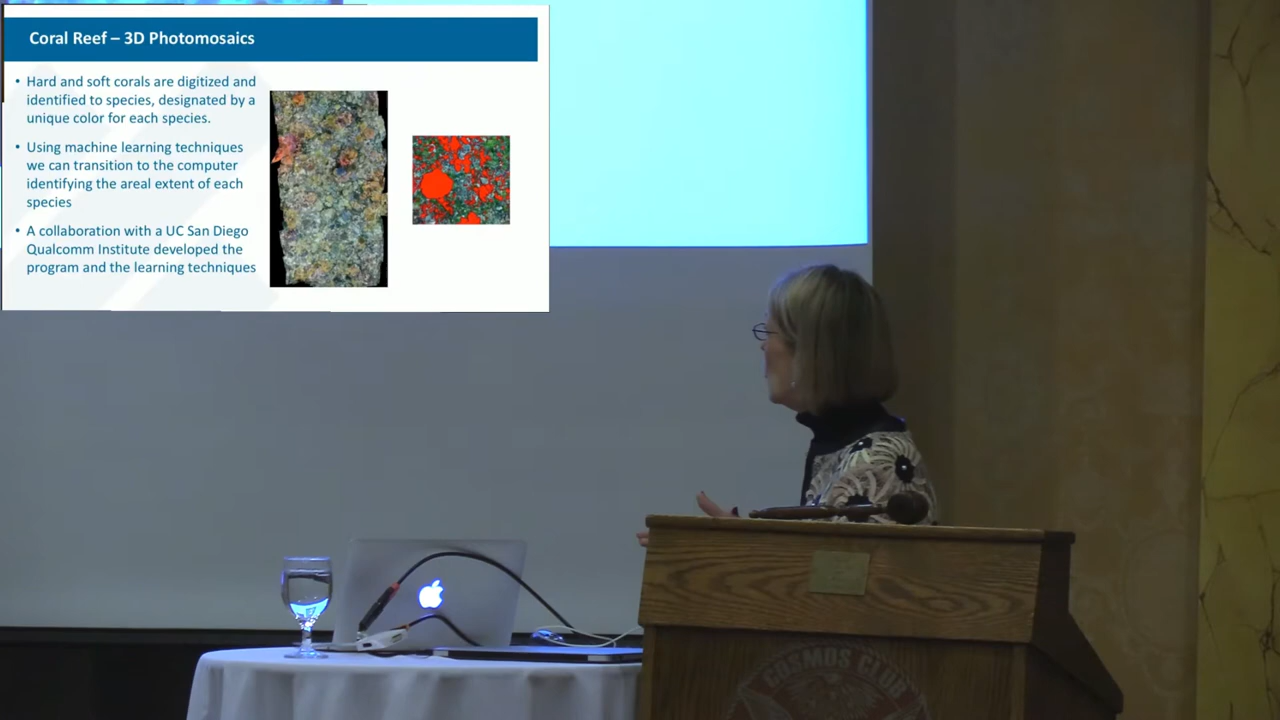 Coral Reef – 3D Photomosaics
• Hard and soft corals are digitized and
identified to species, designated by a
unique color for each species.
• Using machine learning techniques
we can transition to the computer
identifying the areal extent of each
species
• A collaboration with a UC San Diego
Qualcomm Institute developed the
program and the learning techniques
COSMOS CLUB